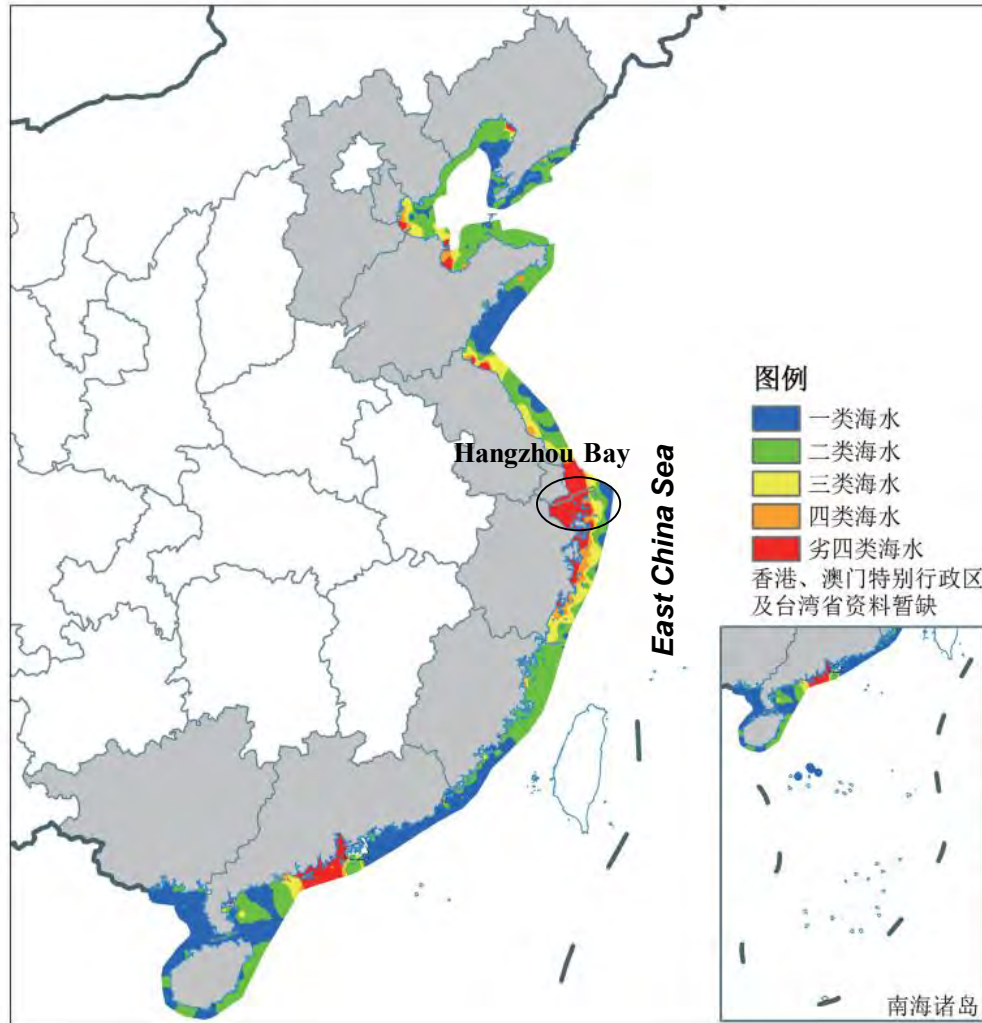 Hangzhou Bay
East China Sea
图例
一类海水
二类海水
三类海水
四类海水
劣四类海水
香港、澳门特别行政区
及台湾省资料暂缺
南海诸岛